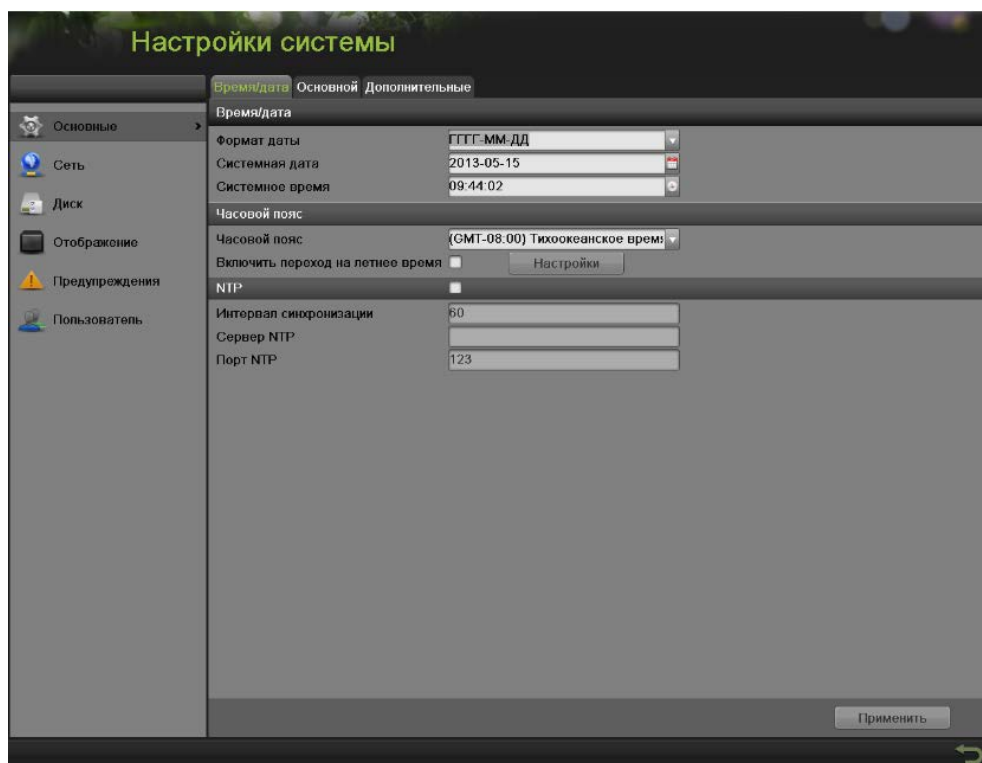 Настройки системы
Время/дата Основной Дополнительные
Основные
Сеть
Диск
Отображение
Предупреждения
Пользователь
Время/дата
Формат даты ГГГГ-ММ-ДД
Системная дата 2013-05-15
Системное время 09:44:02
Часовой пояс
Часовой пояс (GMT-08:00) Тихоокеанское врем
Включить переход на летнее время Настройки
NTP
Интервал синхронизации 60
Сервер NTP
Порт NTP 123
Применить